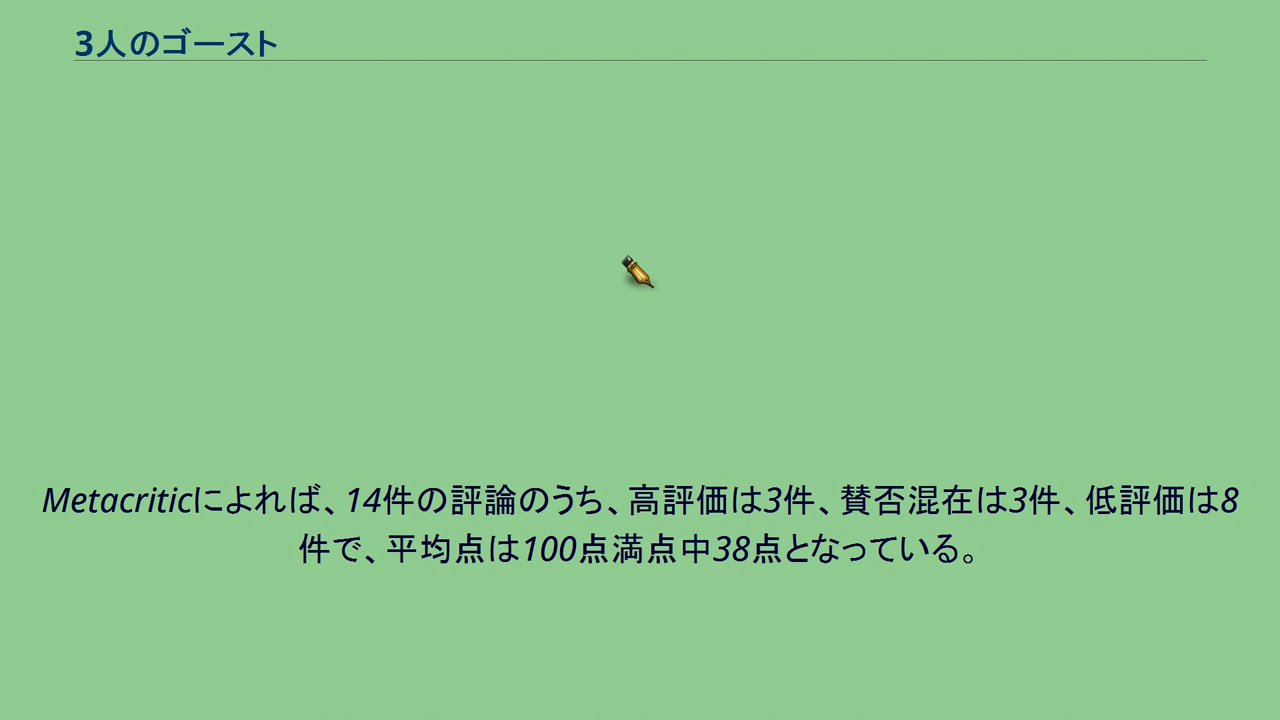 3人のゴースト
Metacriticによれば、14件の評論のうち、高評価は3件、賛否混在は3件、低評価は8
件で、平均点は100点満点中38点となっている。